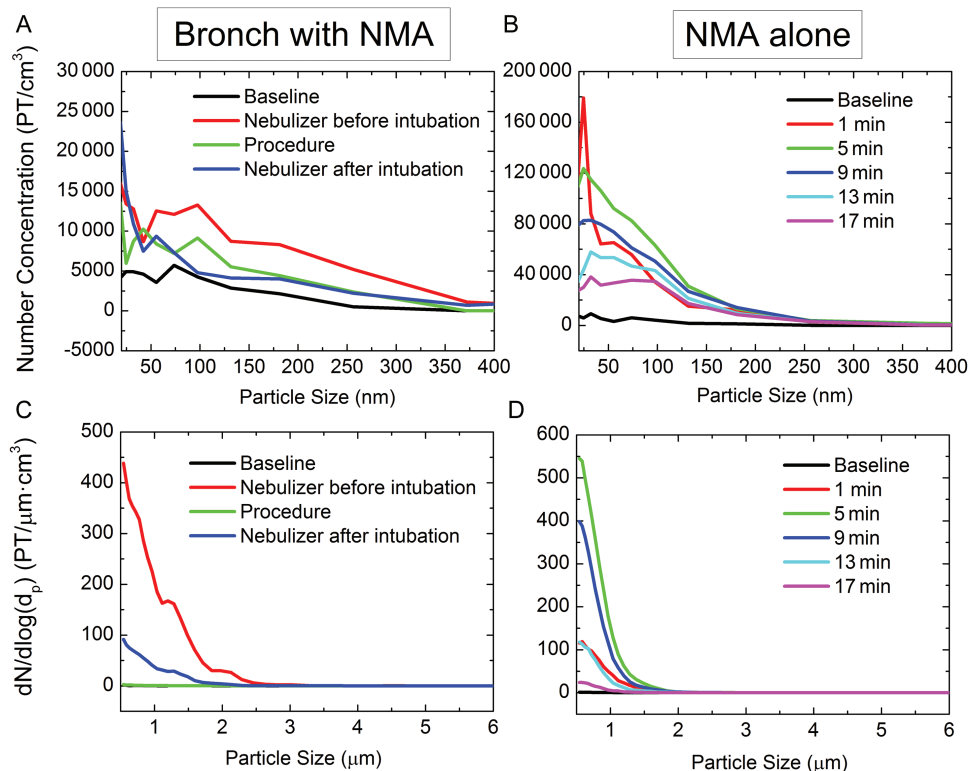 A
Bronch with NMA
Number Concentration (PT/cm³)
30 000
25 000
20 000
15 000
10 000
5000
0
-5000
Baseline
Nebulizer before intubation
Procedure
Nebulizer after intubation
50 100 150 200 250 300 350 400
Particle Size (nm)
B
NMA alone
200 000
160 000
120 000
80 000
40 000
0
Baseline
1 min
5 min
9 min
13 min
17 min
50 100 150 200 250 300 350 400
Particle Size (nm)
C
dN/dlog(dₚ) (PT/μm·cm³)
500
400
300
200
100
0
Baseline
Nebulizer before intubation
Procedure
Nebulizer after intubation
1 2 3 4 5 6
Particle Size (μm)
D
600
500
400
300
200
100
0
Baseline
1 min
5 min
9 min
13 min
17 min
1 2 3 4 5 6
Particle Size (μm)